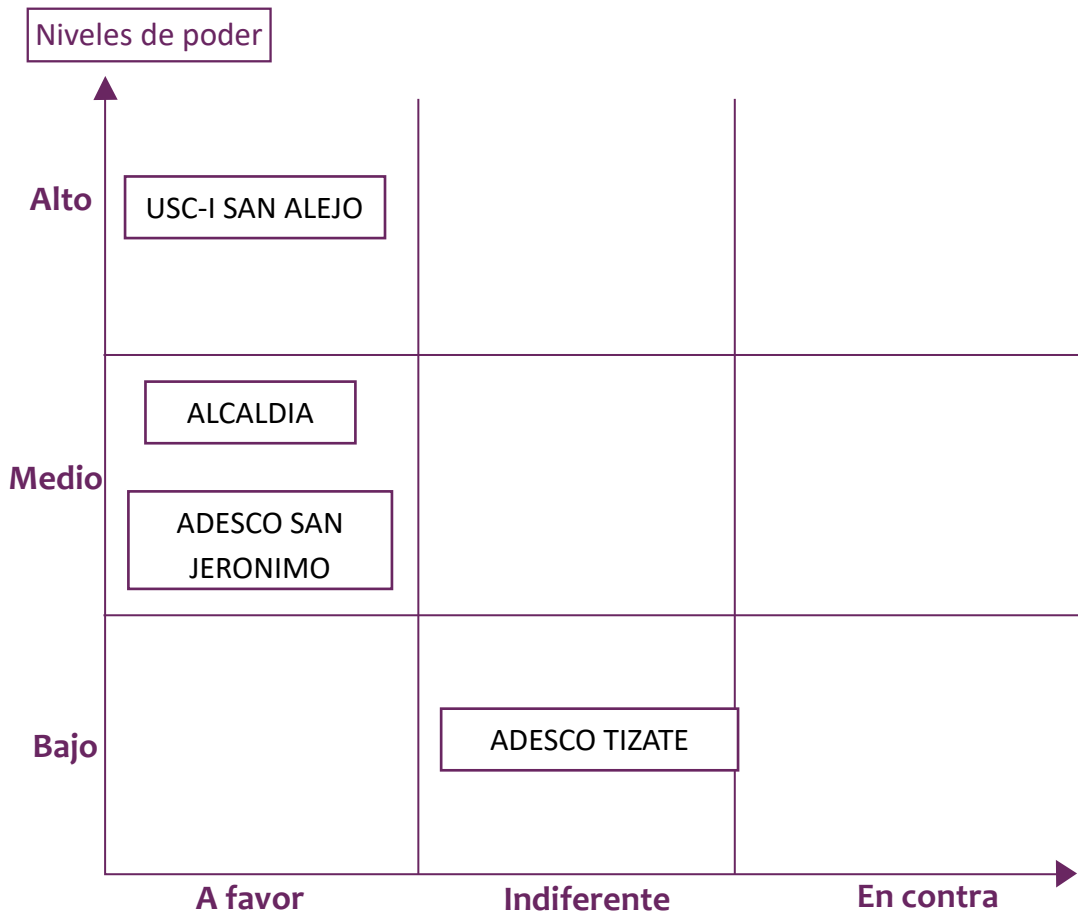 Niveles de poder
Alto
USC-I SAN ALEJO
ALCALDIA
Medio
ADESCO SAN
JERONIMO
Bajo
ADESCO TIZATE
A favor
Indiferente
En contra